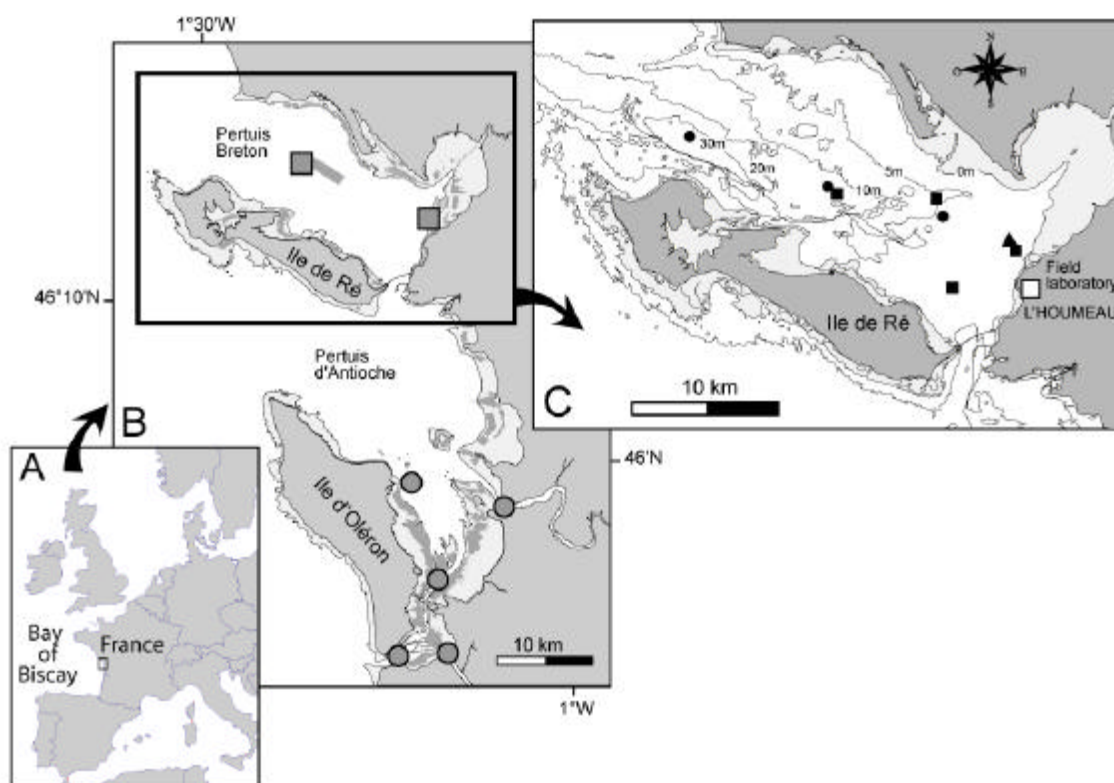 1°30'W
Pertuis
Breton
Ile de Ré
46°10'N
Pertuis
d'Antioche
B
Ile d'Oléron
10 km
46'N
1°W
A
Bay
of
Biscay
France
N
O
S
30m
20m
10m
5m
0m
Field
laboratory
L'HOUMEAU
Ile de Ré
C
10 km